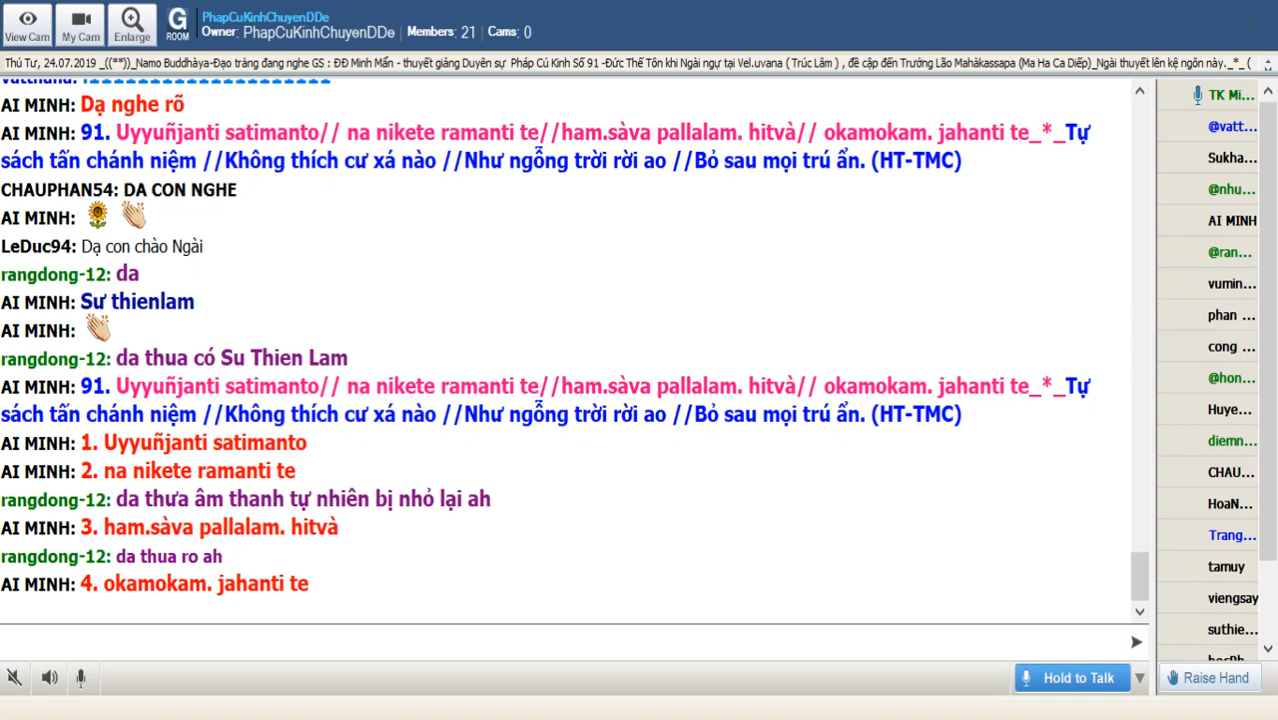 View Cam
My Cam
Enlarge
G
ROOM
PhapCuKinhChuyenDDe
Owner: PhapCuKinhChuyenDDe Members: 21 Cams: 0
Thứ Tư, 24.07.2019 _((**))_Namo Buddhàya-Đạo tràng đang nghe GS : ĐĐ Minh Mẩn - thuyết giảng Duyên sự Pháp Cú Kinh Số 91 -Đức Thế Tôn khi Ngài ngự tại Vel.uvana ( Trúc Lâm ) , đề cập đến Trưởng Lão Mahàkassapa (Ma Ha Ca Diếp)_Ngài thuyết lên kệ ngôn này._*_ (
AI MINH: Dạ nghe rõ
AI MINH: 91. Uyyuñjanti satimanto// na nikete ramanti te//ham.sàva pallalam. hitvà// okamokam. jahanti te_*_Tự
sách tấn chánh niệm //Không thích cư xá nào //Như ngỗng trời rời ao //Bỏ sau mọi trú ẩn. (HT-TMC)
CHAUPHAN54: DA CON NGHE
AI MINH:
LeDuc94: Dạ con chào Ngài
rangdong-12: da
AI MINH: Sư thienlam
AI MINH:
rangdong-12: da thua có Su Thien Lam
AI MINH: 91. Uyyuñjanti satimanto// na nikete ramanti te//ham.sàva pallalam. hitvà// okamokam. jahanti te_*_Tự
sách tấn chánh niệm //Không thích cư xá nào //Như ngỗng trời rời ao //Bỏ sau mọi trú ẩn. (HT-TMC)
AI MINH: 1. Uyyuñjanti satimanto
AI MINH: 2. na nikete ramanti te
rangdong-12: da thưa âm thanh tự nhiên bị nhỏ lại ah
AI MINH: 3. ham.sàva pallalam. hitvà
rangdong-12: da thua ro ah
AI MINH: 4. okamokam. jahanti te
TK Mi...
@vatt...
Sukha...
@nhu...
AI MINH
@ran...
vumin...
phan ...
cong ...
@hon...
Huye...
diemn...
CHAU...
HoaN...
Trang...
tamuy
viengsay
suthie...
Hold to Talk
Raise Hand